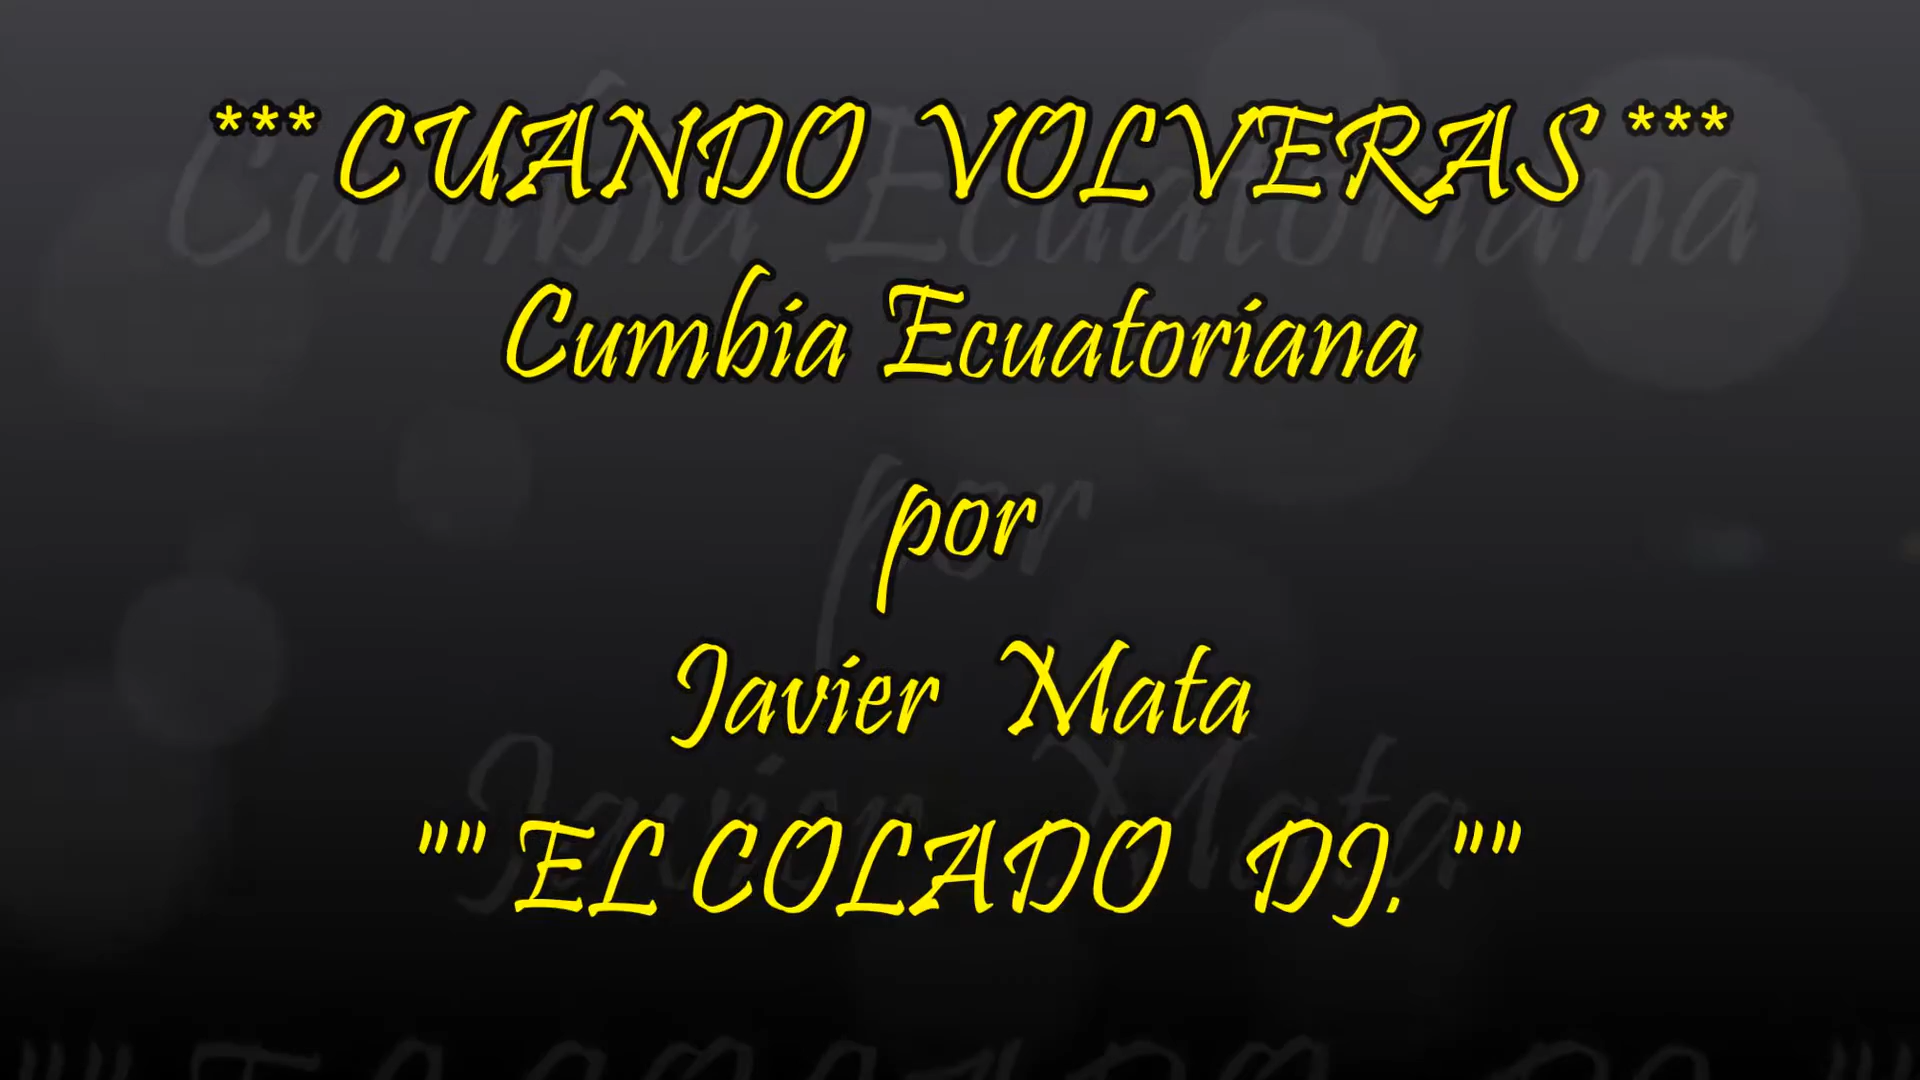 *** CUANDO VOLVERAS ***
Cumbia Ecuatoriana
por
Javier Mata
"" EL COLADO DJ. ""